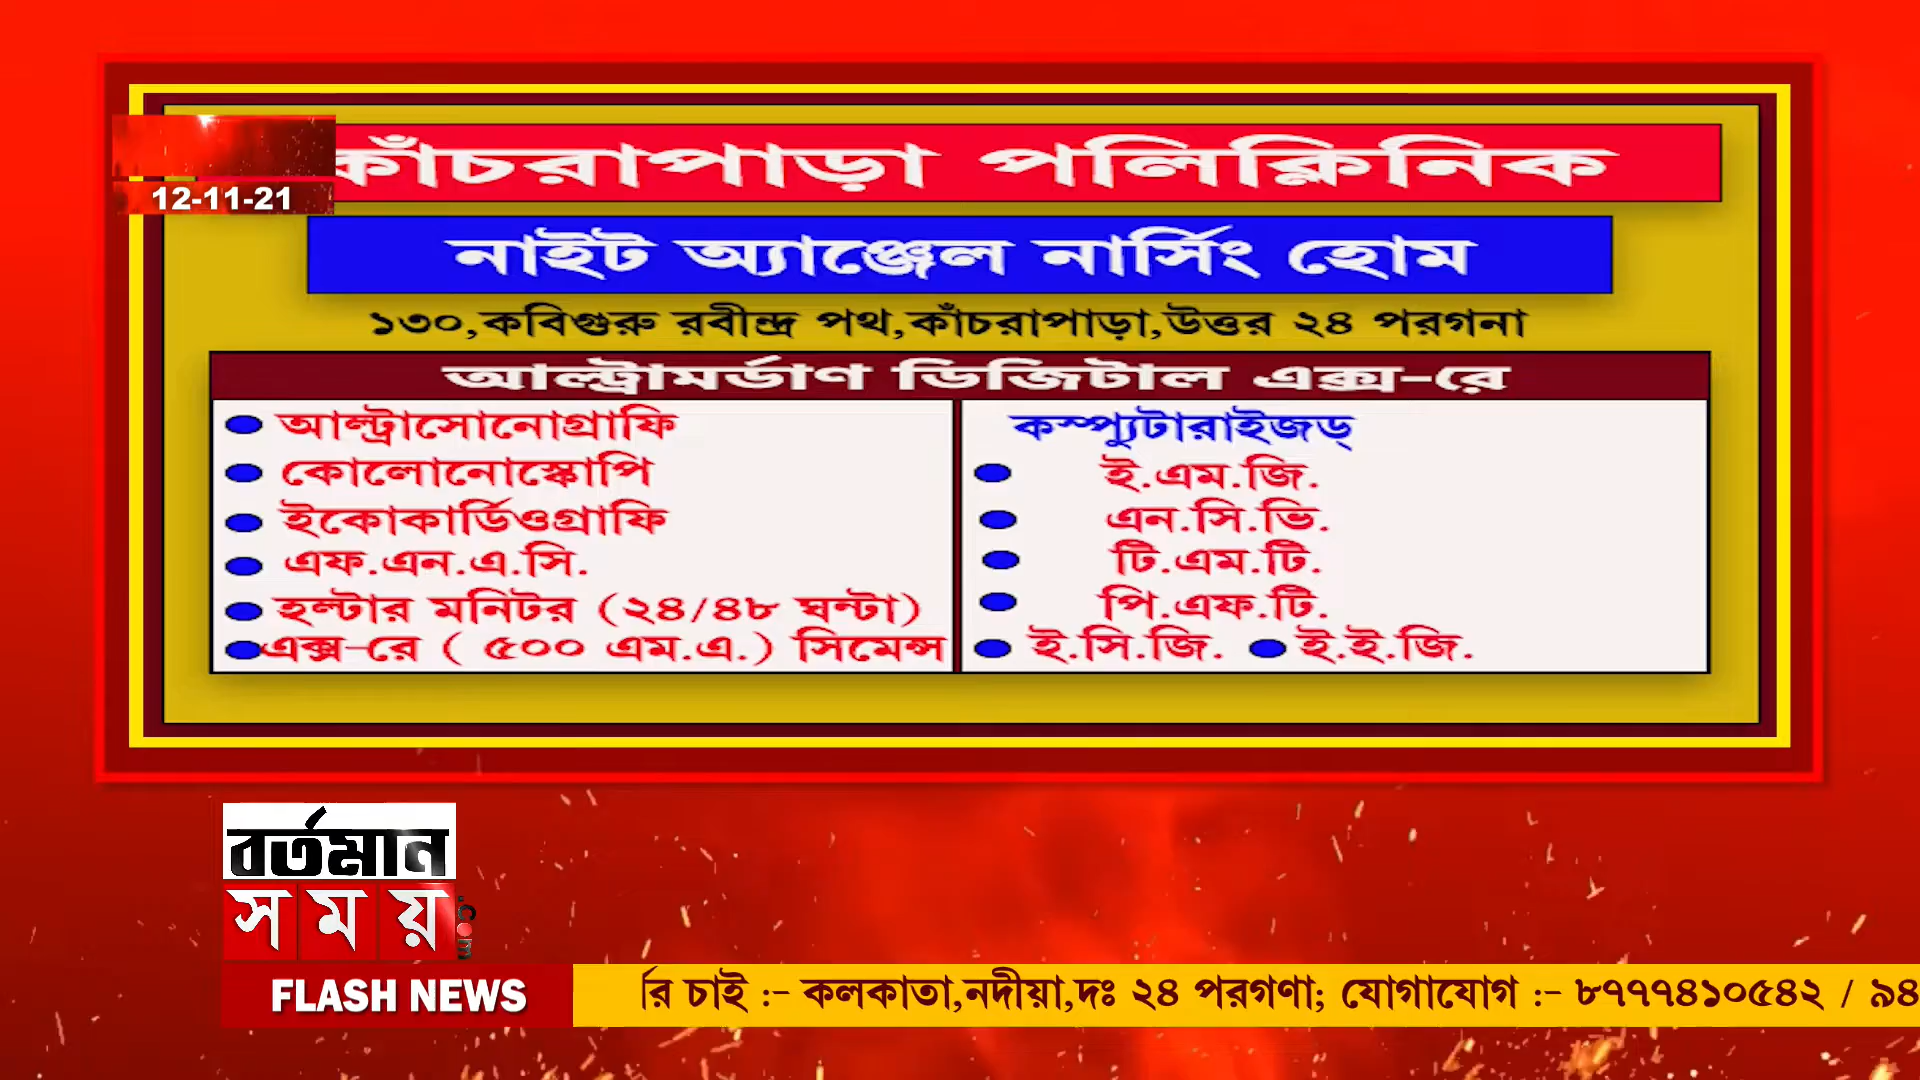 কাঁচরাপাড়া পলিক্লিনিক
12-11-21
নাইট অ্যাঞ্জেল নার্সিং হোম
১৩০,কবিগুরু রবীন্দ্র পথ,কাঁচরাপাড়া,উত্তর ২৪ পরগনা
আল্ট্রামর্ডাণ ডিজিটাল এক্স-রে
আল্ট্রাসোনোগ্রাফি
কোলোনোস্কোপি
ইকোকার্ডিওগ্রাফি
এফ.এন.এ.সি.
হল্টার মনিটর (২৪/৪৮ ঘন্টা)
এক্স-রে ( ৫০০ এম.এ.) সিমেন্স
কম্প্যুটারাইজড্
ই.এম.জি.
এন.সি.ভি.
টি.এম.টি.
পি.এফ.টি.
ই.সি.জি. ই.ই.জি.
বর্তমান
সময়
.com
FLASH NEWS
র্রি চাই :- কলকাতা,নদীয়া,দঃ ২৪ পরগণা; যোগাযোগ :- ৮৭৭৭৪১০৫৪২ / ৯৪